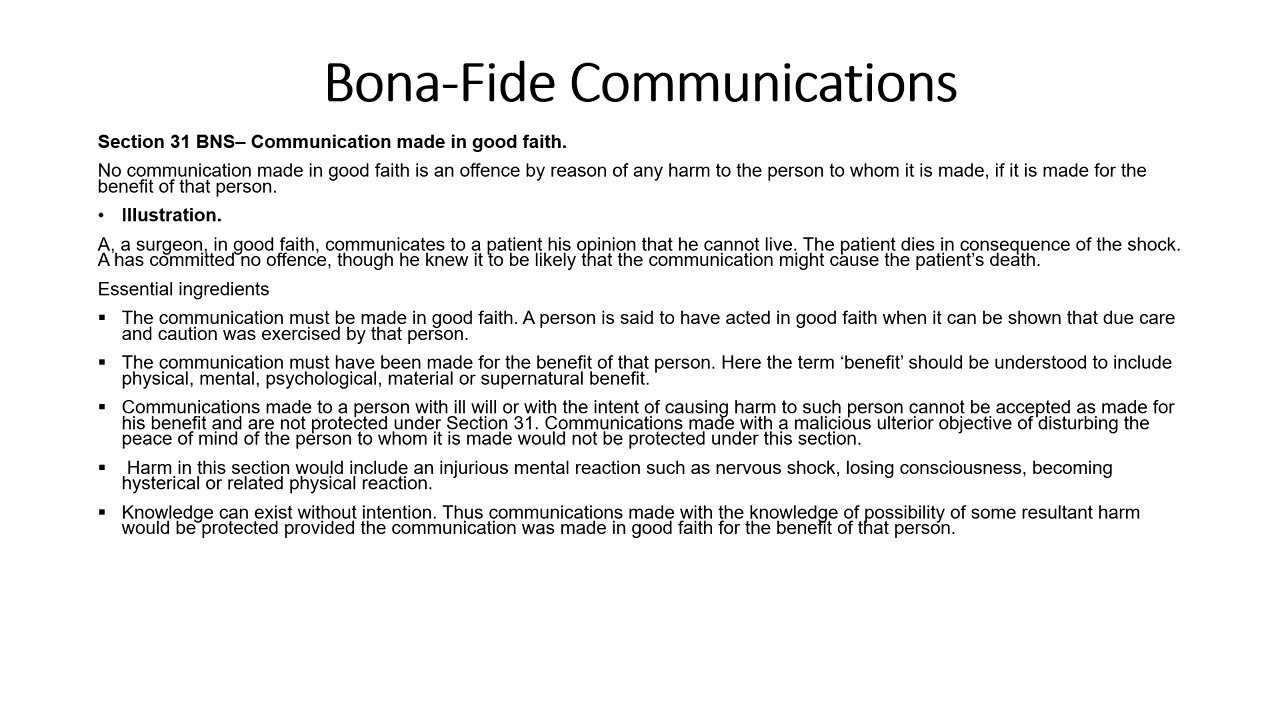 Bona-Fide Communications
Section 31 BNS– Communication made in good faith.
No communication made in good faith is an offence by reason of any harm to the person to whom it is made, if it is made for the
benefit of that person.
• Illustration.
A, a surgeon, in good faith, communicates to a patient his opinion that he cannot live. The patient dies in consequence of the shock.
A has committed no offence, though he knew it to be likely that the communication might cause the patient’s death.
Essential ingredients
▪ The communication must be made in good faith. A person is said to have acted in good faith when it can be shown that due care
and caution was exercised by that person.
▪ The communication must have been made for the benefit of that person. Here the term ‘benefit’ should be understood to include
physical, mental, psychological, material or supernatural benefit.
▪ Communications made to a person with ill will or with the intent of causing harm to such person cannot be accepted as made for
his benefit and are not protected under Section 31. Communications made with a malicious ulterior objective of disturbing the
peace of mind of the person to whom it is made would not be protected under this section.
▪ Harm in this section would include an injurious mental reaction such as nervous shock, losing consciousness, becoming
hysterical or related physical reaction.
▪ Knowledge can exist without intention. Thus communications made with the knowledge of possibility of some resultant harm
would be protected provided the communication was made in good faith for the benefit of that person.